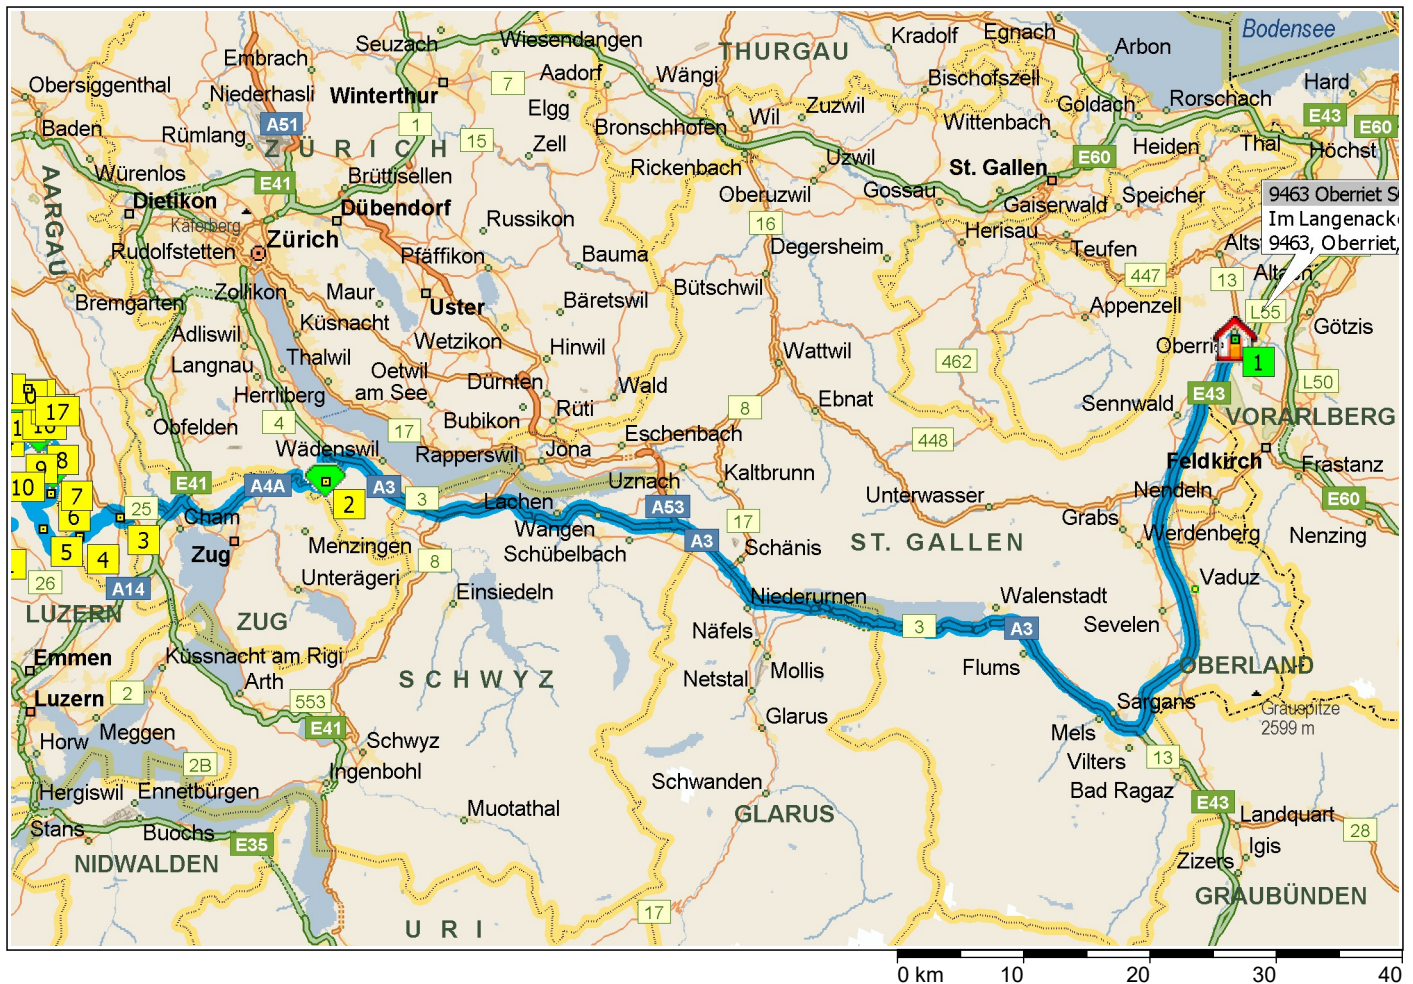 Bodensee
Kradolf
Egnach
Seuzach
Wiesendangen
THURGAU
Arbon
Embrach
Aadorf
Wängi
Bischofszell
Hard
Obersiggenthal
Niederhasli
Winterthur
7
Elgg
Zuzwil
Goldach
Rorschach
E43
Baden
Rümlang
A51
1
15
Zell
Bronschhofen
Wil
Wittenbach
E60
Heiden
Thal
Höchst
E60
ZÜRICH
Würenlos
E41
Brüttisellen
Rickenbach
Uzwil
St. Gallen
AARGAU
Dietikon
Käferberg
Dübendorf
Oberuzwil
Gossau
Gaiserwald
Speicher
9463 Oberriet S
Im Langenack
9463, Oberriet,
Rudolfstetten
Zürich
Russikon
16
Degersheim
Herisau
Teufen
Altst
Pfäffikon
Bauma
447
13
Bremgarten
Zollikon
Maur
Uster
Bäretswil
Bütschwil
Appenzell
L55
Götzis
Adliswil
Küsnacht
Wetzikon
Hinwil
Wattwil
462
Oberri
1
Langnau
Thalwil
Oetwil
am See
Dürnten
Wald
Ebnat
Sennwald
E43
L50
VORARLBERG
17
Herrliberg
Bubikon
Rüti
8
448
Obfelden
4
17
Eschenbach
Wädenswil
Rapperswil
Jona
Kaltbrunn
Feldkirch
Frastanz
8
9
10
7
6
5
4
3
E41
A4A
2
A3
3
Uznach
Lachen
A53
Unterwasser
Nendeln
E60
25
Cham
Wangen
17
Grabs
Werdenberg
Nenzing
Zug
Menzingen
Schübelbach
A3
Schänis
ST. GALLEN
26
A14
8
Unterägeri
Einsiedeln
Niederurnen
Walenstadt
Vaduz
LUZERN
ZUG
Näfels
3
A3
Sevelen
Emmen
Küssnacht am Rigi
Mollis
Flums
OBERLAND
Luzern
2
Arth
553
SCHWYZ
Netstal
Sargans
Grauspitze
2599 m
Meggen
E41
Glarus
Mels
Horw
Schwyz
Vilters
13
2B
Ingenbohl
Bad Ragaz
Hergiswil
Ennetbürgen
Schwanden
E43
Muotathal
GLARUS
Landquart
28
Stans
Buochs
E35
Igis
Zizers
NIDWALDEN
GRAUBÜNDEN
17
URI
0 km
10
20
30
40